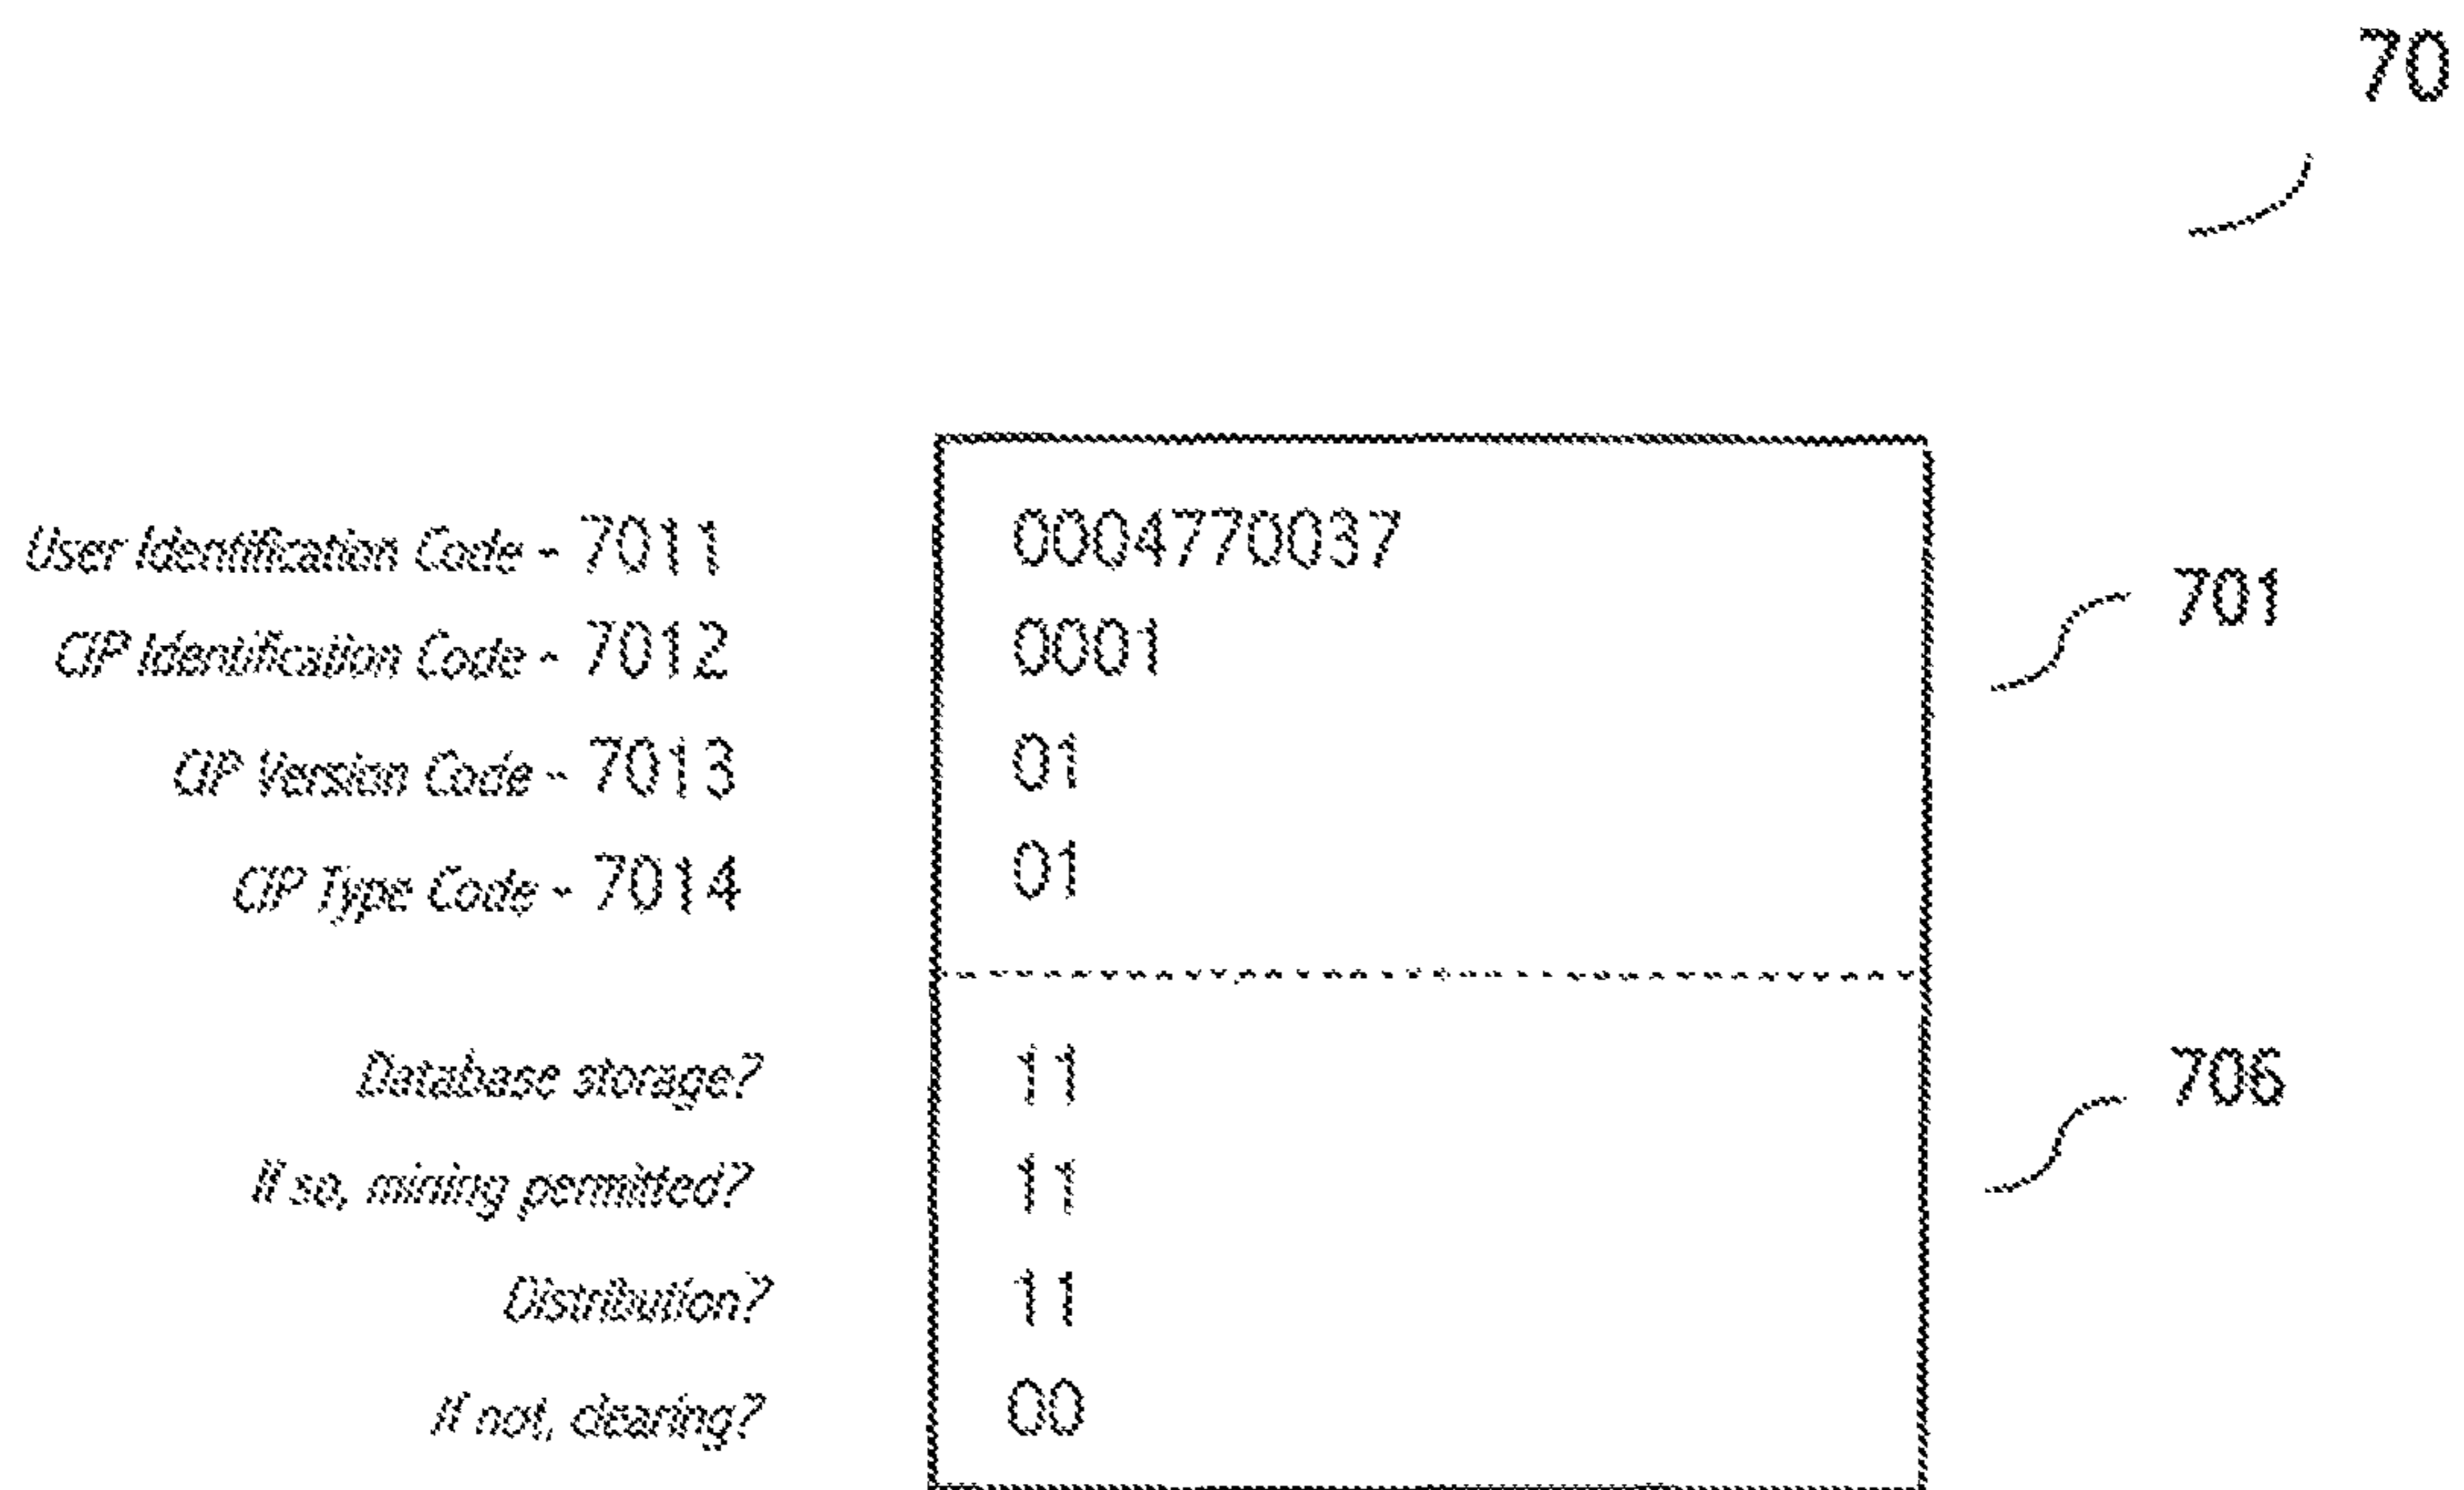 70
User Identification Code - 7011 0004770037
701
CIP Identification Code - 7012 0001
CIP Version Code - 7013 01
CIP Type Code - 7014 01
Database storage? 11
706
If so, mining permitted? 11
Distribution? 11
If not, clearing? 00